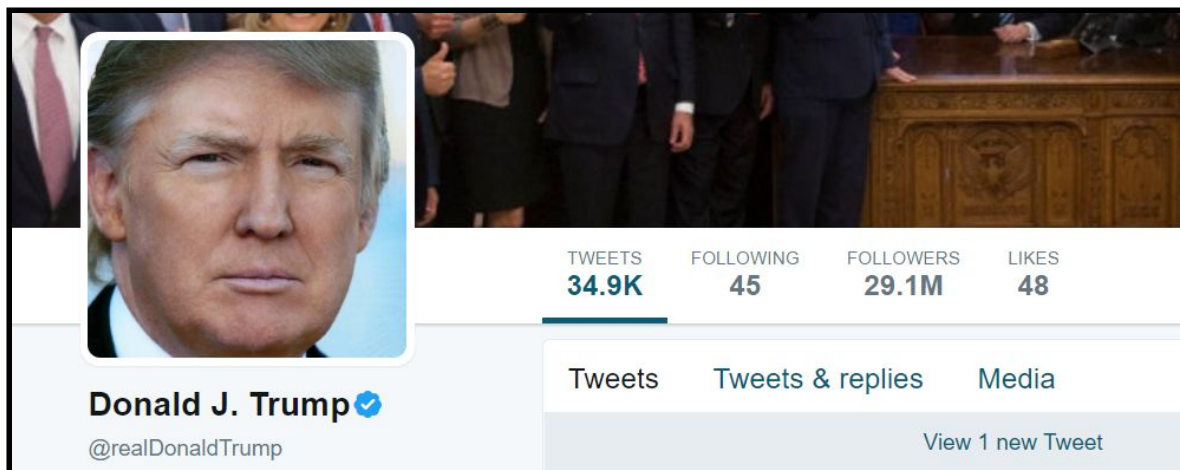 TWEETS FOLLOWING FOLLOWERS LIKES
34.9K 45 29.1M 48
Donald J. Trump
@realDonaldTrump
Tweets Tweets & replies Media
View 1 new Tweet